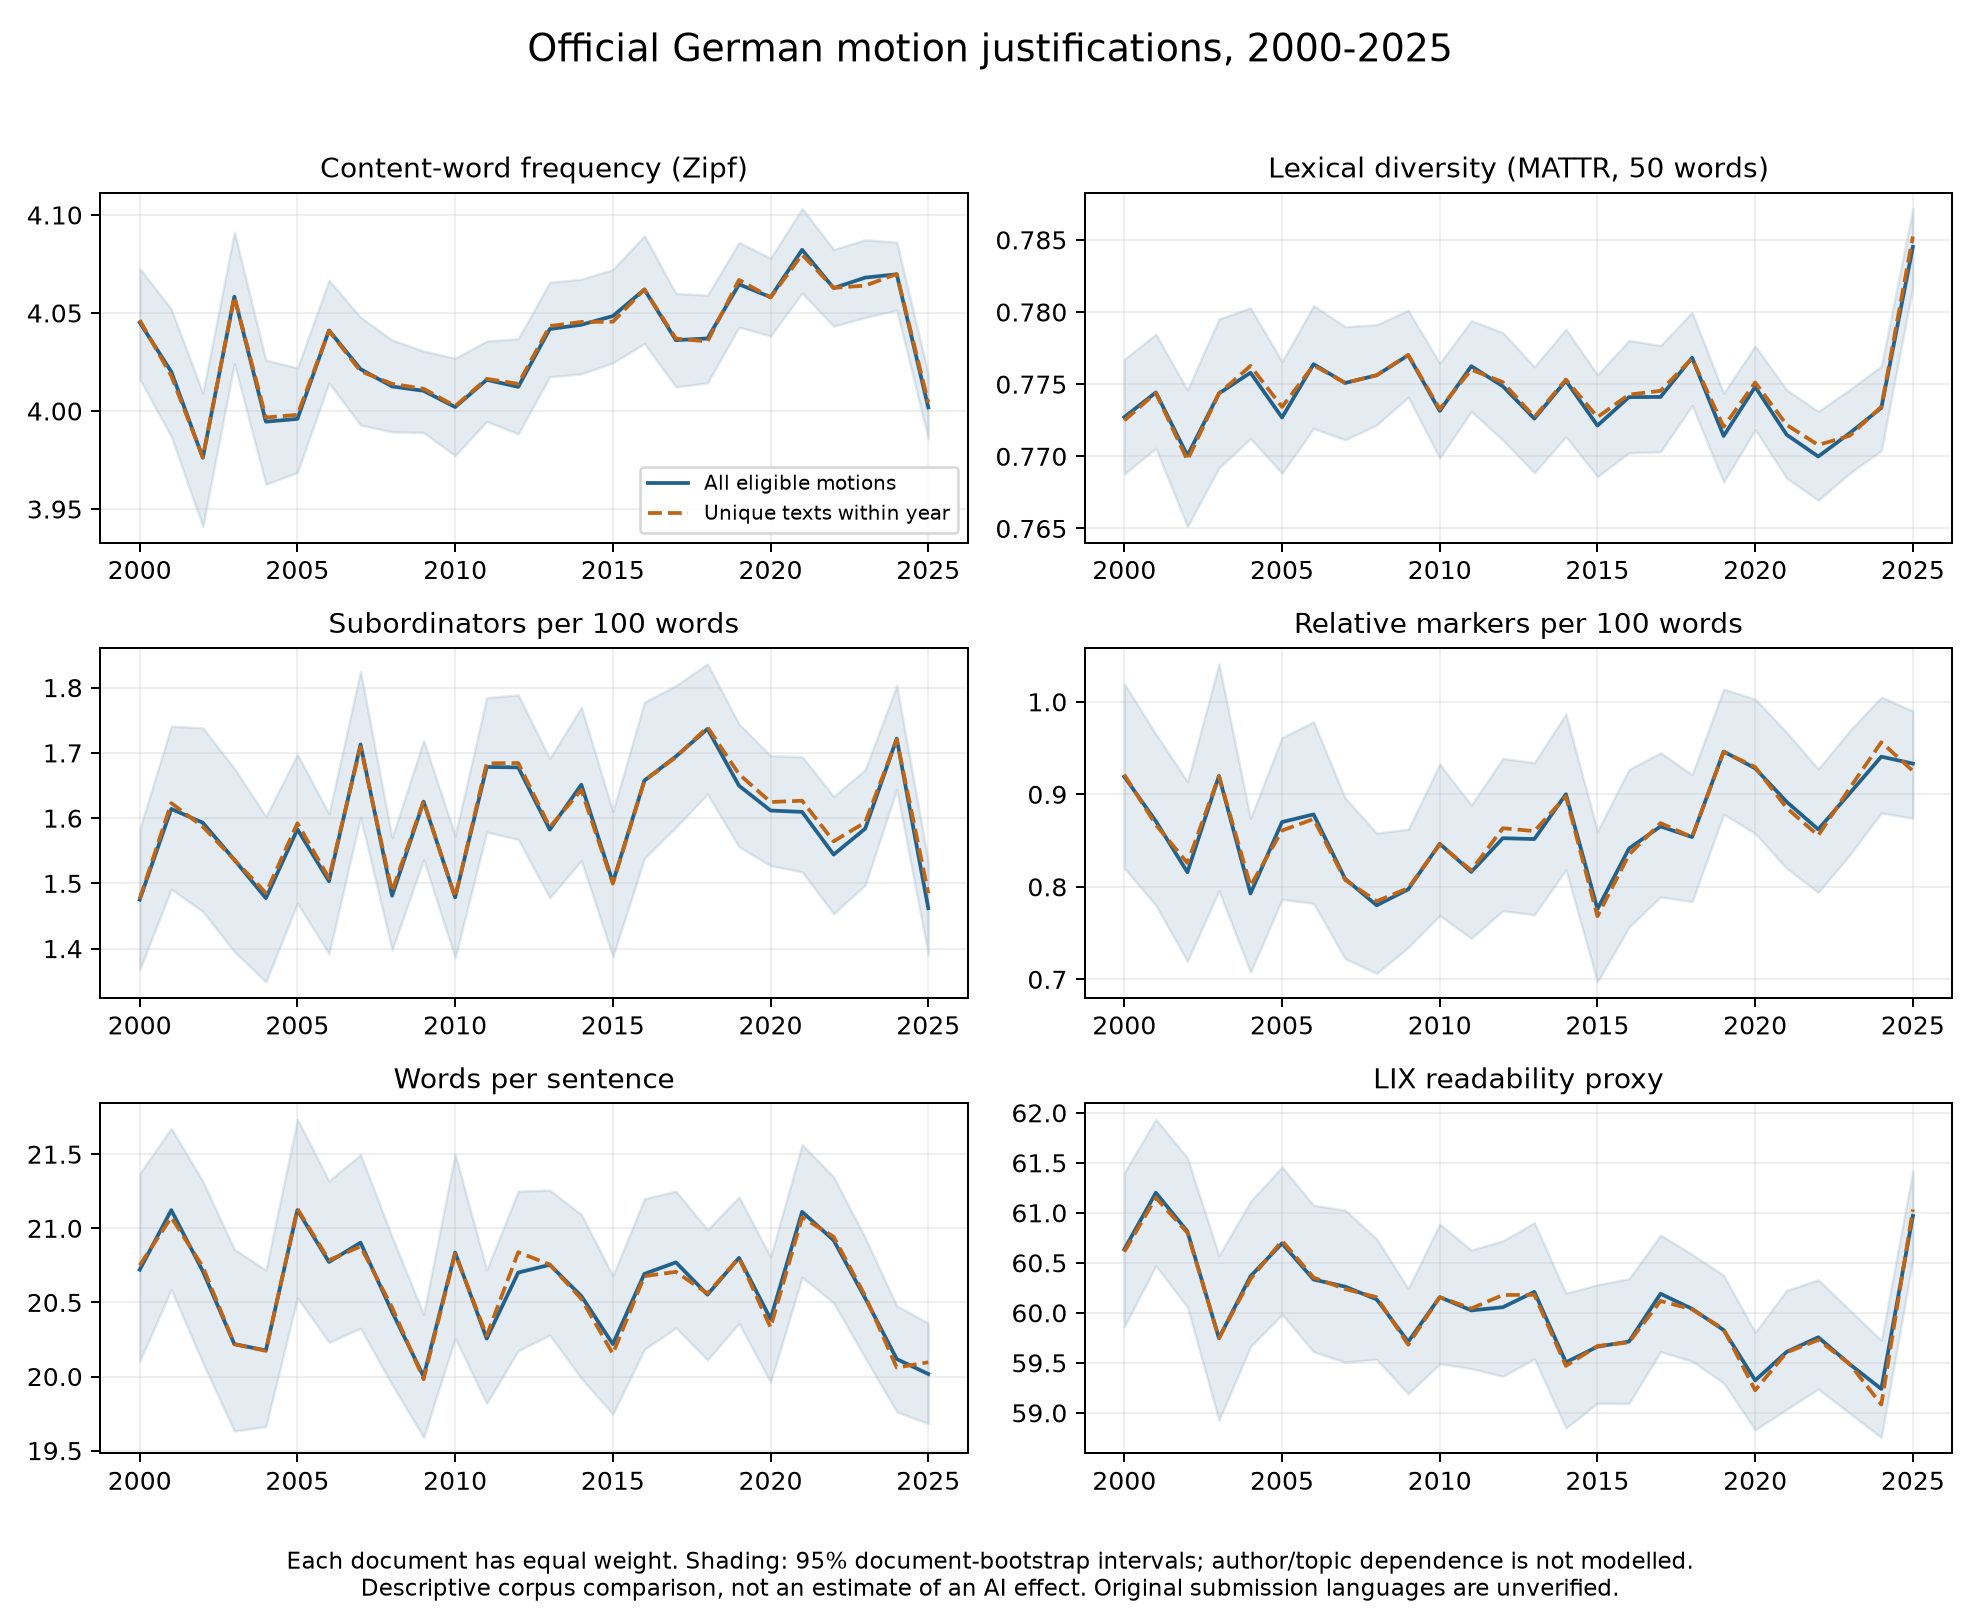 Official German motion justifications, 2000-2025
Content-word frequency (Zipf)
4.10
4.05
4.00
3.95
All eligible motions
Unique texts within year
2000 2005 2010 2015 2020 2025
Lexical diversity (MATTR, 50 words)
0.785
0.780
0.775
0.770
0.765
2000 2005 2010 2015 2020 2025
Subordinators per 100 words
1.8
1.7
1.6
1.5
1.4
2000 2005 2010 2015 2020 2025
Relative markers per 100 words
1.0
0.9
0.8
0.7
2000 2005 2010 2015 2020 2025
Words per sentence
21.5
21.0
20.5
20.0
19.5
2000 2005 2010 2015 2020 2025
LIX readability proxy
62.0
61.5
61.0
60.5
60.0
59.5
59.0
2000 2005 2010 2015 2020 2025
Each document has equal weight. Shading: 95% document-bootstrap intervals; author/topic dependence is not modelled.
Descriptive corpus comparison, not an estimate of an AI effect. Original submission languages are unverified.